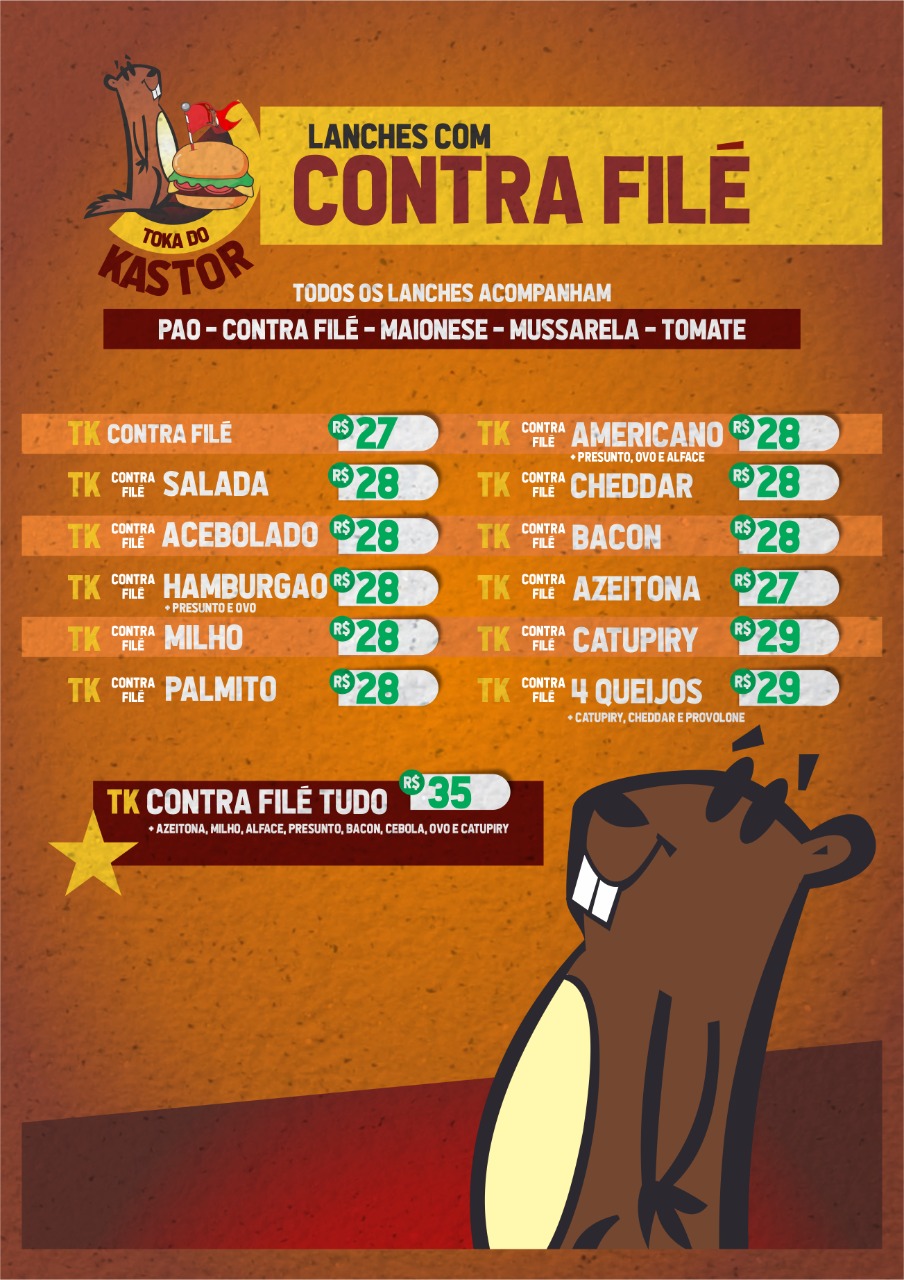 TOKA DO
KASTOR
LANCHES COM
CONTRA FILÉ
TODOS OS LANCHES ACOMPANHAM
PAO - CONTRA FILÉ - MAIONESE - MUSSARELA - TOMATE
TK CONTRA FILÉ R$ 27
TK CONTRA FILÉ SALADA R$ 28
TK CONTRA FILÉ ACEBOLADO R$ 28
TK CONTRA FILÉ HAMBURGAO R$ 28
+ PRESUNTO E OVO
TK CONTRA FILÉ MILHO R$ 28
TK CONTRA FILÉ PALMITO R$ 28
TK CONTRA FILÉ AMERICANO R$ 28
+ PRESUNTO, OVO E ALFACE
TK CONTRA FILÉ CHEDDAR R$ 28
TK CONTRA FILÉ BACON R$ 28
TK CONTRA FILÉ AZEITONA R$ 27
TK CONTRA FILÉ CATUPIRY R$ 29
TK CONTRA FILÉ 4 QUEIJOS R$ 29
+ CATUPIRY, CHEDDAR E PROVOLONE
TK CONTRA FILÉ TUDO R$ 35
+ AZEITONA, MILHO, ALFACE, PRESUNTO, BACON, CEBOLA, OVO E CATUPIRY